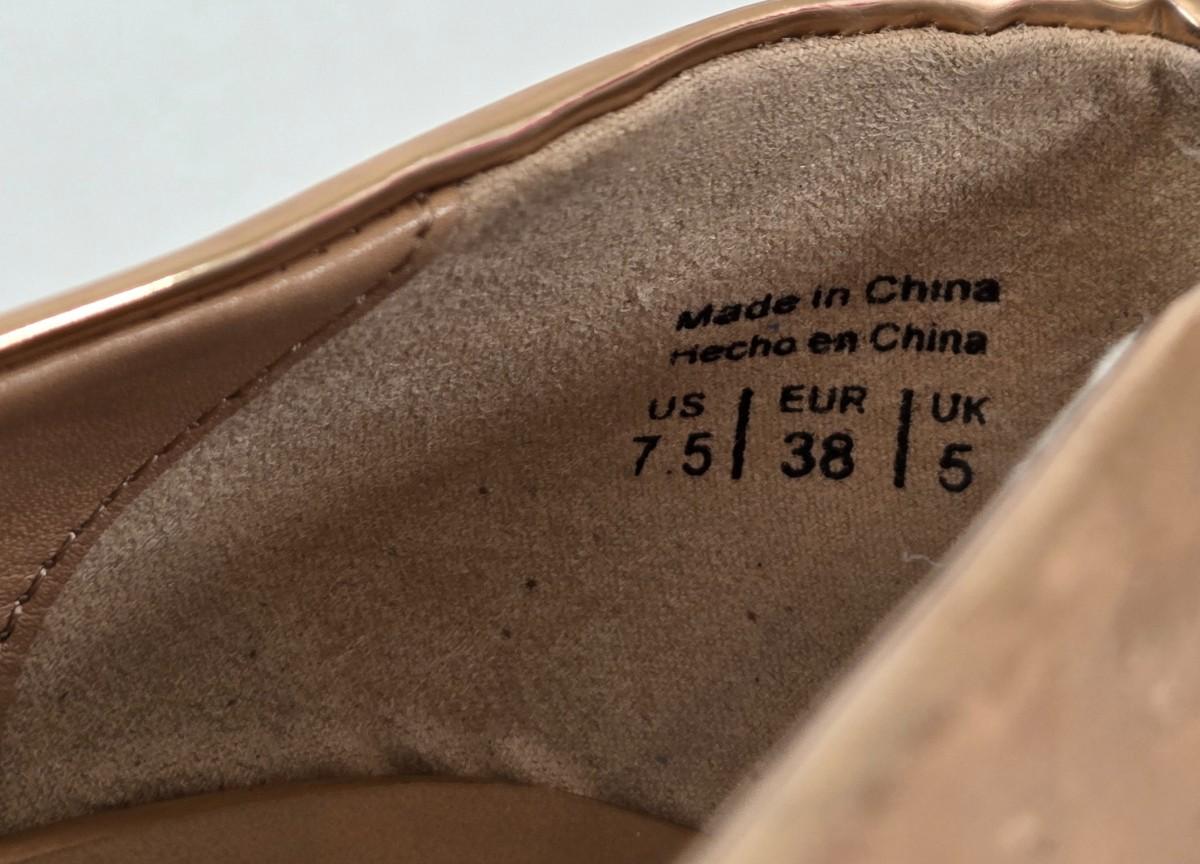 Made in China
Hecho en China
US | EUR | UK
7.5 | 38 | 5